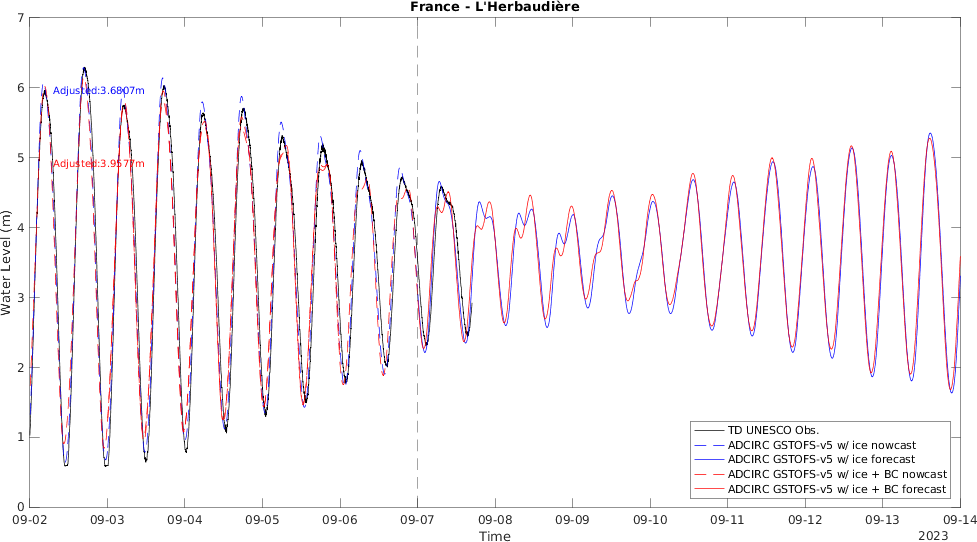 France - L'Herbaudière
7
6
5
4
3
2
1
0
Water Level (m)
Adjusted:3.6807m
Adjusted:3.9577m
TD UNESCO Obs.
ADCIRC GSTOFS-v5 w/ ice nowcast
ADCIRC GSTOFS-v5 w/ ice forecast
ADCIRC GSTOFS-v5 w/ ice + BC nowcast
ADCIRC GSTOFS-v5 w/ ice + BC forecast
09-02 09-03 09-04 09-05 09-06 09-07 09-08 09-09 09-10 09-11 09-12 09-13 09-14
Time
2023